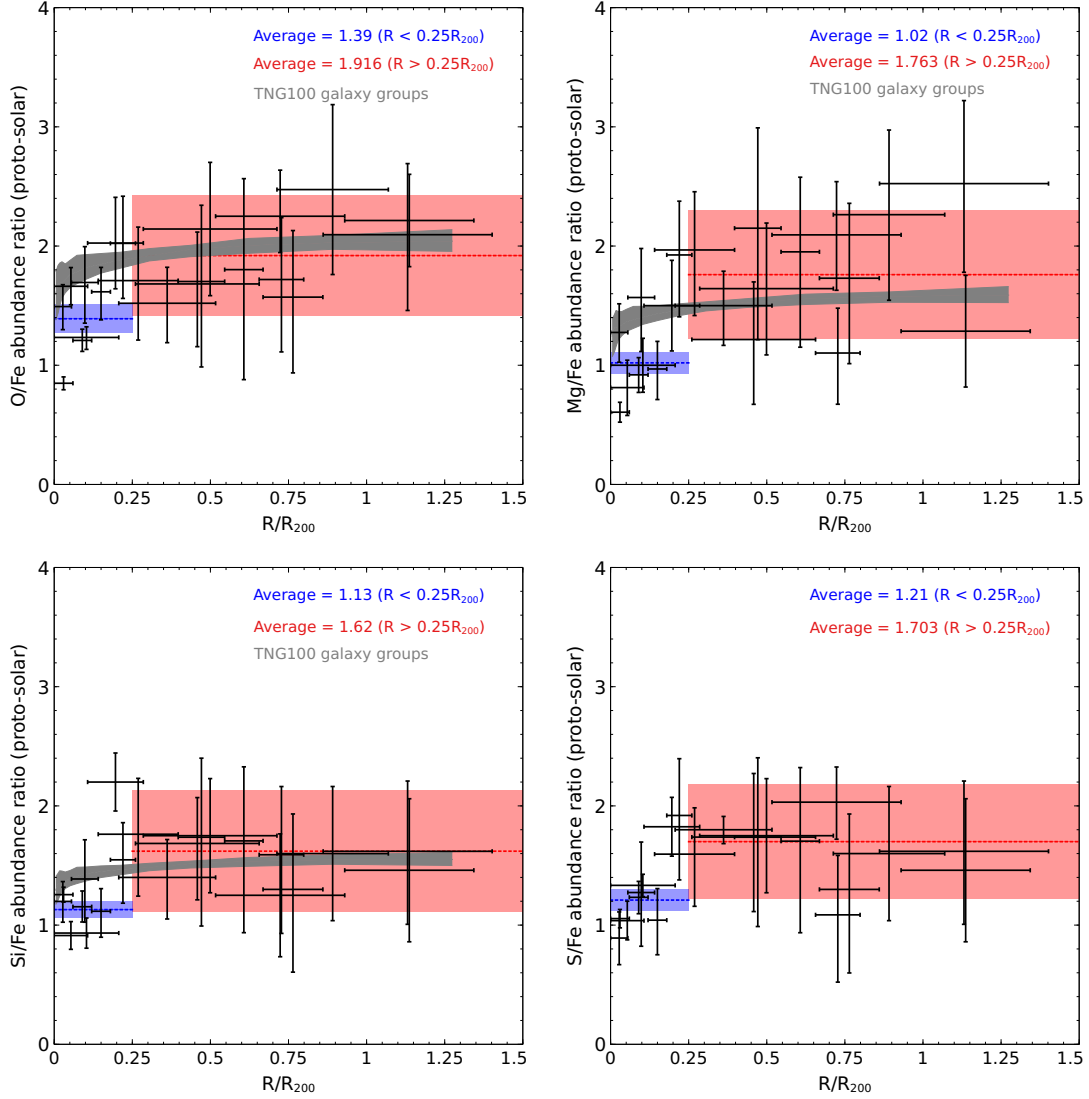 4
3
2
1
0
O/Fe abundance ratio (proto-solar)
Average = 1.39 (R < 0.25R₂₀₀)
Average = 1.916 (R > 0.25R₂₀₀)
TNG100 galaxy groups
0 0.25 0.5 0.75 1 1.25 1.5
R/R₂₀₀
4
3
2
1
0
Mg/Fe abundance ratio (proto-solar)
Average = 1.02 (R < 0.25R₂₀₀)
Average = 1.763 (R > 0.25R₂₀₀)
TNG100 galaxy groups
0 0.25 0.5 0.75 1 1.25 1.5
R/R₂₀₀
4
3
2
1
0
Si/Fe abundance ratio (proto-solar)
Average = 1.13 (R < 0.25R₂₀₀)
Average = 1.62 (R > 0.25R₂₀₀)
TNG100 galaxy groups
0 0.25 0.5 0.75 1 1.25 1.5
R/R₂₀₀
4
3
2
1
0
S/Fe abundance ratio (proto-solar)
Average = 1.21 (R < 0.25R₂₀₀)
Average = 1.703 (R > 0.25R₂₀₀)
0 0.25 0.5 0.75 1 1.25 1.5
R/R₂₀₀